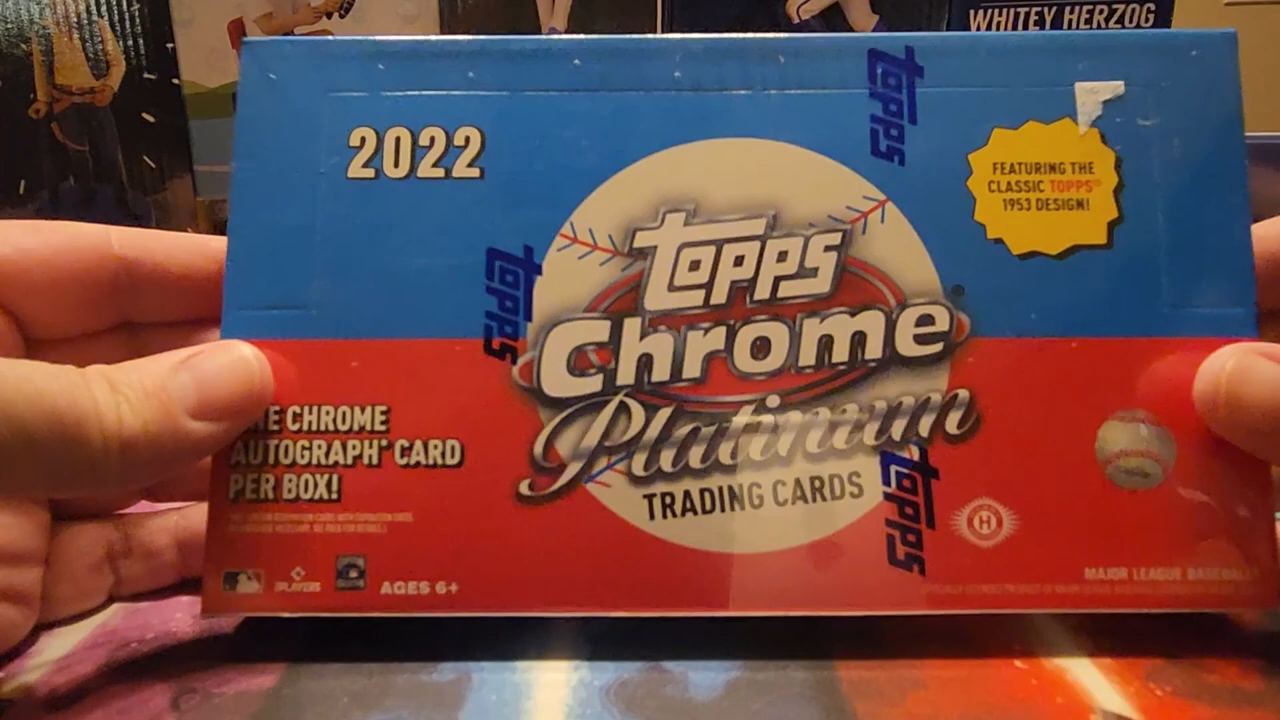 WHITEY HERZOG
2022
FEATURING THE
CLASSIC TOPPS®
1953 DESIGN!
Topps
Topps
Topps
Topps
Chrome
Platinum
TRADING CARDS
CHROME
AUTOGRAPH* CARD
PER BOX!
PLAYERS
AGES 6+
H
MAJOR LEAGUE BASEBALL